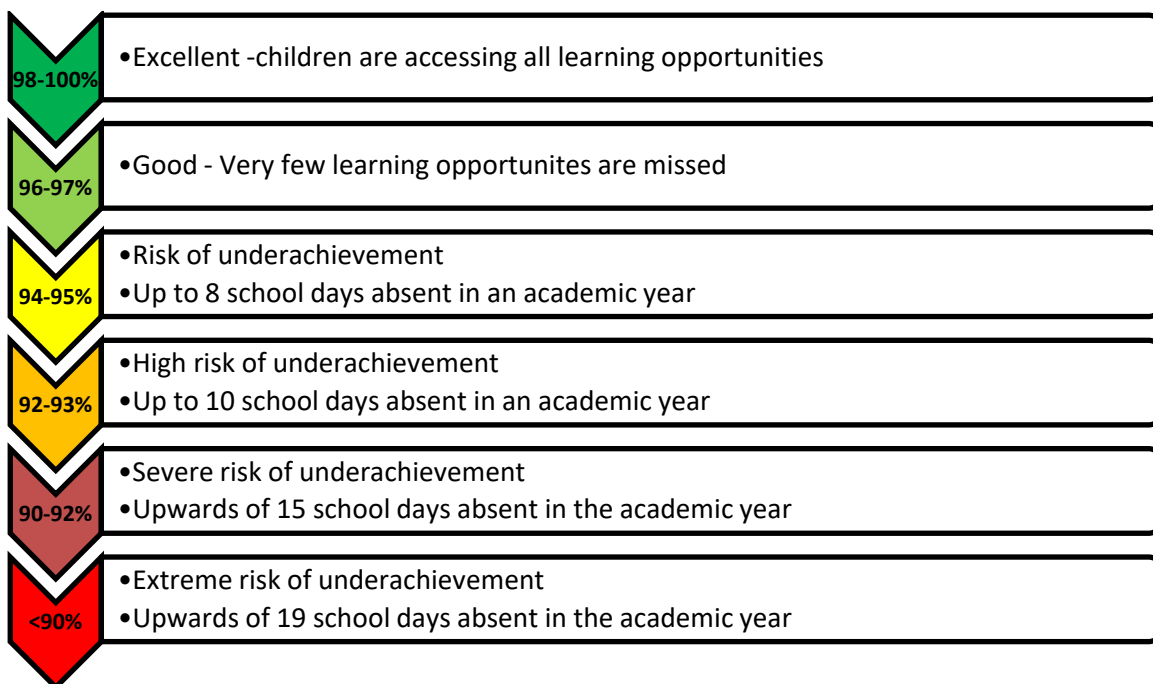 98-100%
•Excellent -children are accessing all learning opportunities
96-97%
•Good - Very few learning opportunites are missed
94-95%
•Risk of underachievement
•Up to 8 school days absent in an academic year
92-93%
•High risk of underachievement
•Up to 10 school days absent in an academic year
90-92%
•Severe risk of underachievement
•Upwards of 15 school days absent in the academic year
<90%
•Extreme risk of underachievement
•Upwards of 19 school days absent in the academic year